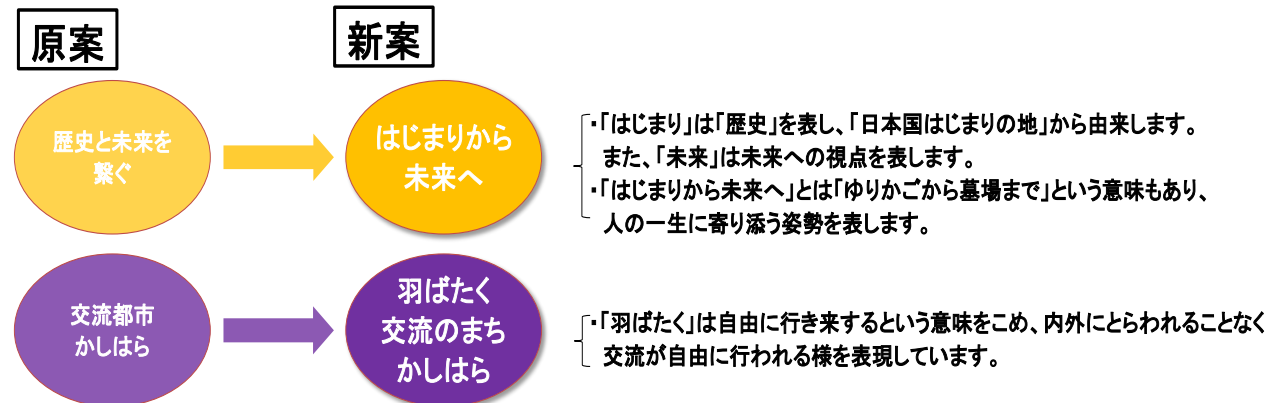 原案
新案
歴史と未来を
繋ぐ
はじまりから
未来へ
・「はじまり」は「歴史」を表し、「日本国はじまりの地」から由来します。
また、「未来」は未来への視点を表します。
・「はじまりから未来へ」とは「ゆりかごから墓場まで」という意味もあり、
人の一生に寄り添う姿勢を表します。
交流都市
かしはら
羽ばたく
交流のまち
かしはら
・「羽ばたく」は自由に行き来するという意味をこめ、内外にとらわれることなく
交流が自由に行われる様を表現しています。